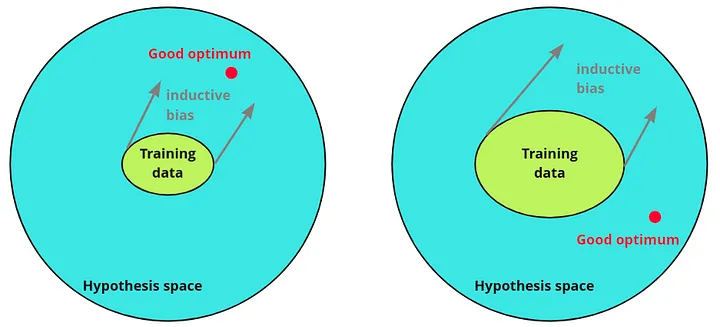 Good optimum
inductive
bias
Training
data
Hypothesis space
inductive
bias
Training
data
Good optimum
Hypothesis space